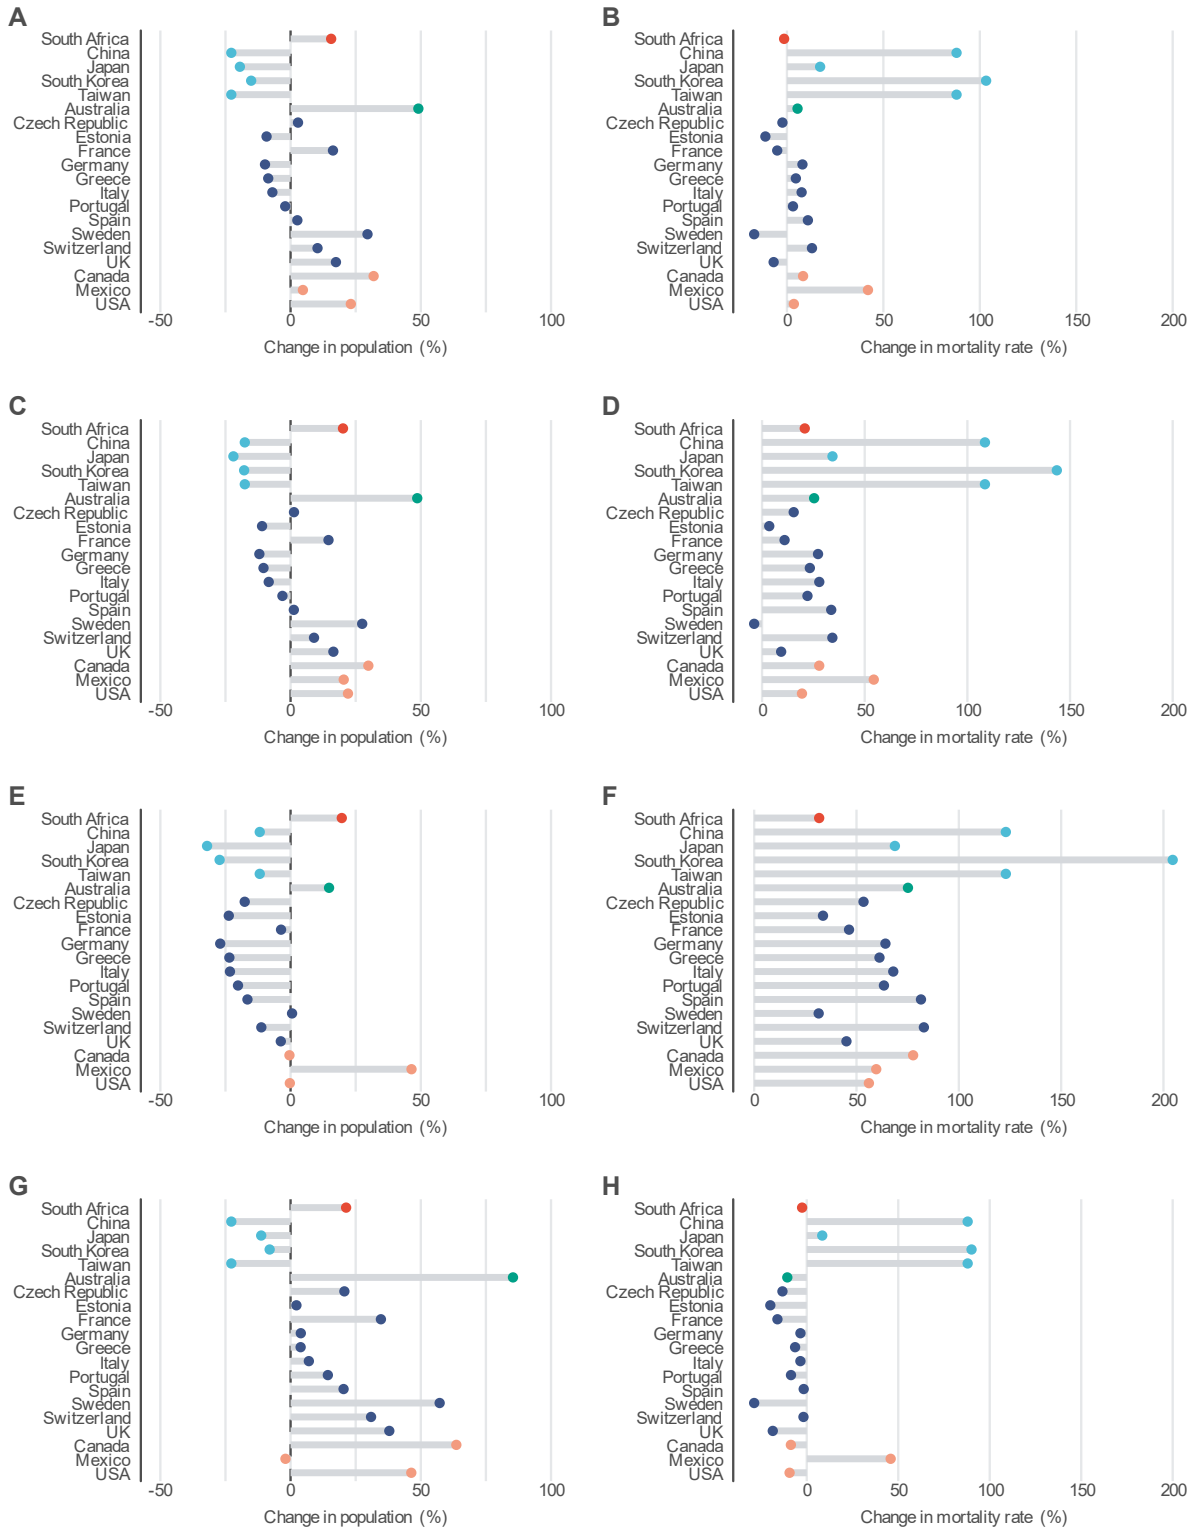 A
South Africa
China
Japan
South Korea
Taiwan
Australia
Czech Republic
Estonia
France
Germany
Greece
Italy
Portugal
Spain
Sweden
Switzerland
UK
Canada
Mexico
USA
-50 0 50 100
Change in population (%)
B
South Africa
China
Japan
South Korea
Taiwan
Australia
Czech Republic
Estonia
France
Germany
Greece
Italy
Portugal
Spain
Sweden
Switzerland
UK
Canada
Mexico
USA
0 50 100 150 200
Change in mortality rate (%)
C
South Africa
China
Japan
South Korea
Taiwan
Australia
Czech Republic
Estonia
France
Germany
Greece
Italy
Portugal
Spain
Sweden
Switzerland
UK
Canada
Mexico
USA
-50 0 50 100
Change in population (%)
D
South Africa
China
Japan
South Korea
Taiwan
Australia
Czech Republic
Estonia
France
Germany
Greece
Italy
Portugal
Spain
Sweden
Switzerland
UK
Canada
Mexico
USA
0 50 100 150 200
Change in mortality rate (%)
E
South Africa
China
Japan
South Korea
Taiwan
Australia
Czech Republic
Estonia
France
Germany
Greece
Italy
Portugal
Spain
Sweden
Switzerland
UK
Canada
Mexico
USA
-50 0 50 100
Change in population (%)
F
South Africa
China
Japan
South Korea
Taiwan
Australia
Czech Republic
Estonia
France
Germany
Greece
Italy
Portugal
Spain
Sweden
Switzerland
UK
Canada
Mexico
USA
0 50 100 150 200
Change in mortality rate (%)
G
South Africa
China
Japan
South Korea
Taiwan
Australia
Czech Republic
Estonia
France
Germany
Greece
Italy
Portugal
Spain
Sweden
Switzerland
UK
Canada
Mexico
USA
-50 0 50 100
Change in population (%)
H
South Africa
China
Japan
South Korea
Taiwan
Australia
Czech Republic
Estonia
France
Germany
Greece
Italy
Portugal
Spain
Sweden
Switzerland
UK
Canada
Mexico
USA
0 50 100 150 200
Change in mortality rate (%)